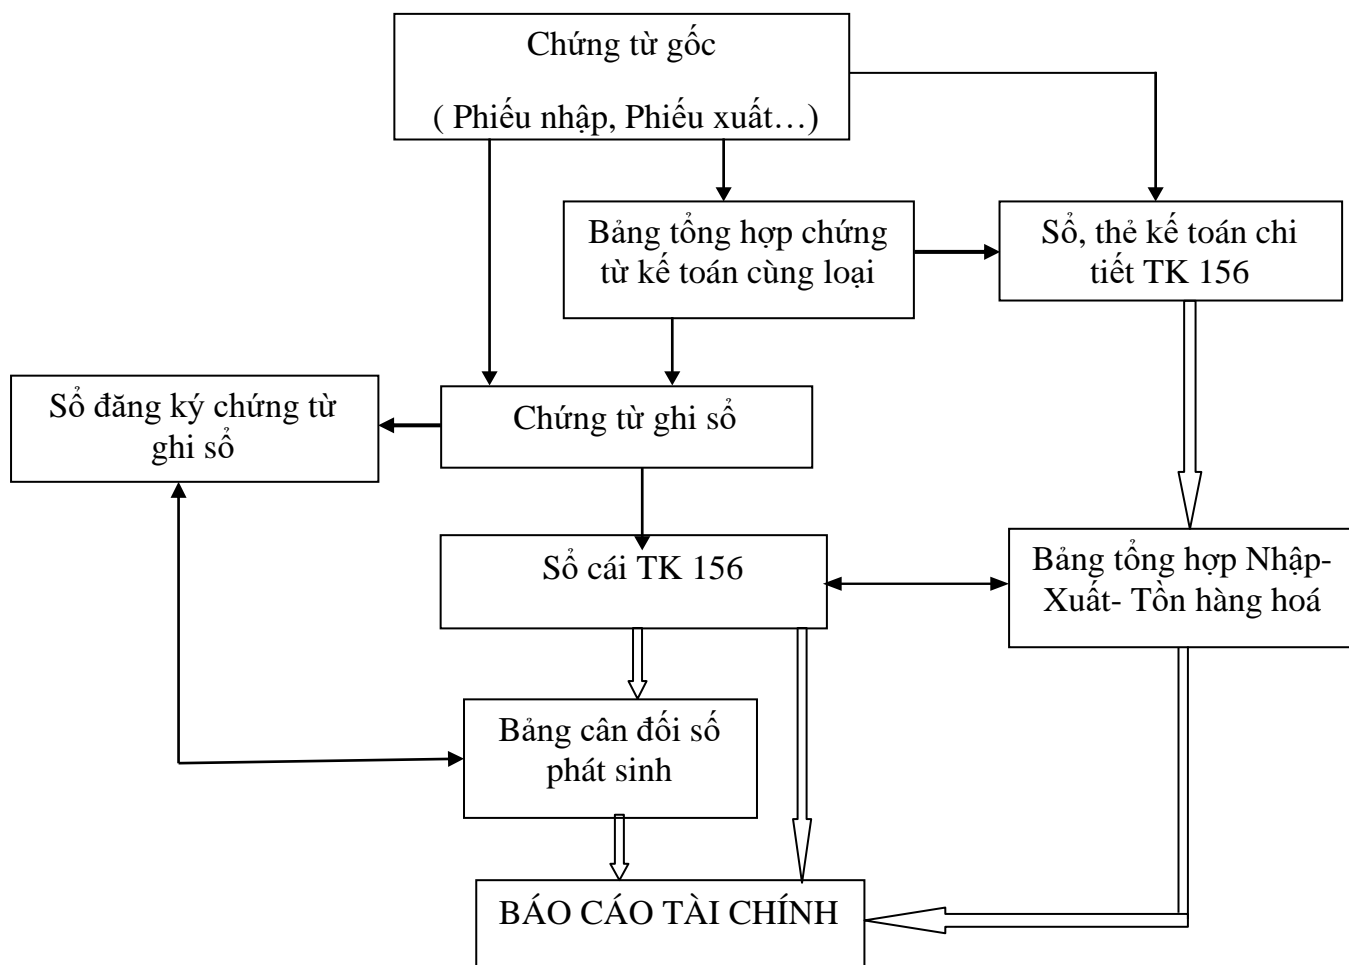 Chứng từ gốc
( Phiếu nhập, Phiếu xuất…)
Bảng tổng hợp chứng
từ kế toán cùng loại
Sổ, thẻ kế toán chi
tiết TK 156
Sổ đăng ký chứng từ
ghi sổ
Chứng từ ghi sổ
Sổ cái TK 156
Bảng tổng hợp Nhập-
Xuất- Tồn hàng hoá
Bảng cân đối số
phát sinh
BÁO CÁO TÀI CHÍNH